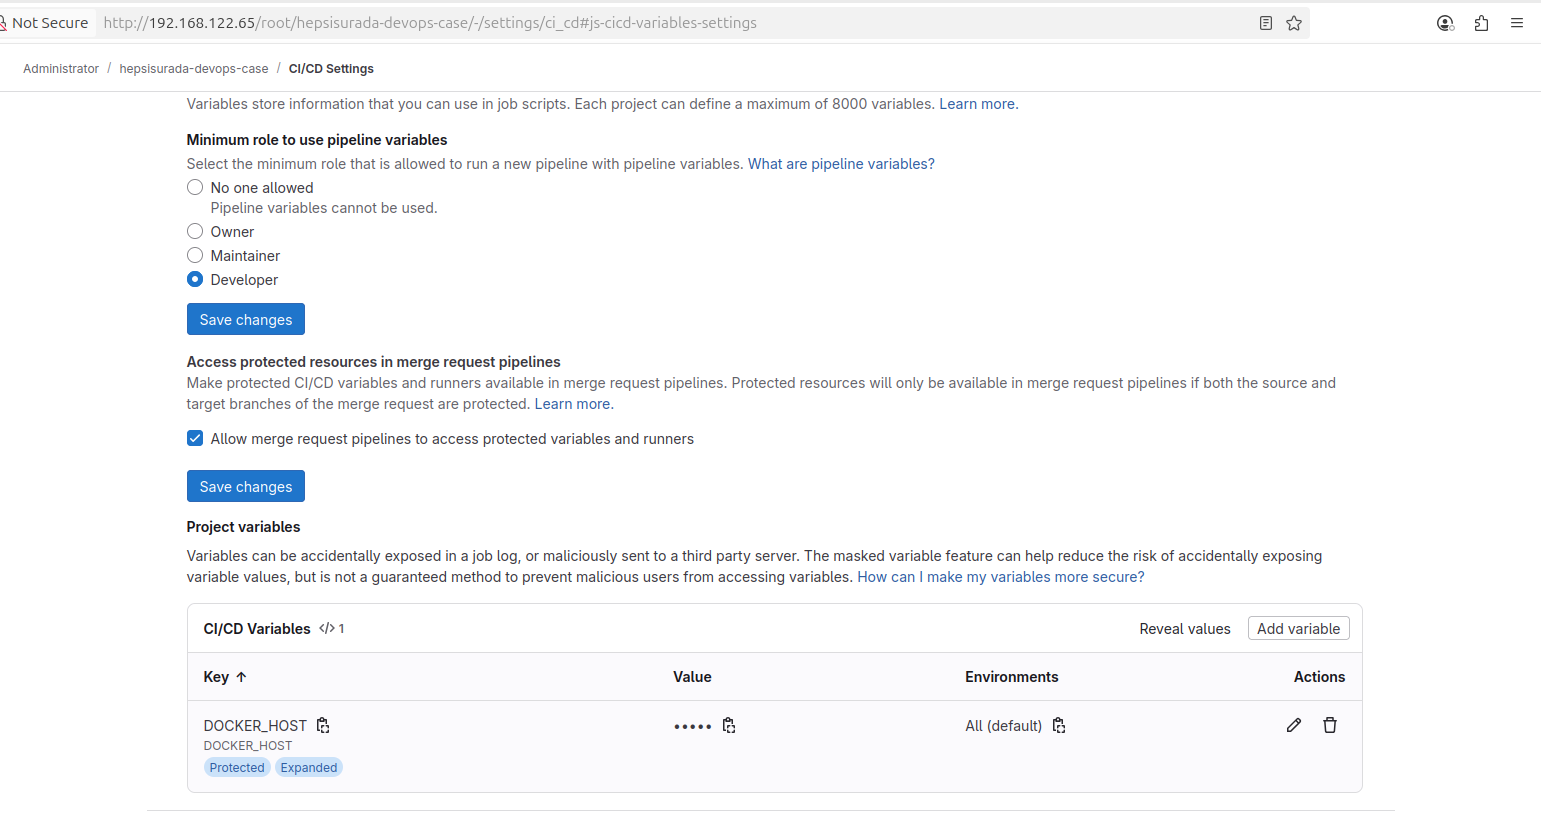 Not Secure http://192.168.122.65/root/hepsisurada-devops-case/-/settings/ci_cd#js-cicd-variables-settings
Administrator / hepsisurada-devops-case / CI/CD Settings
Variables store information that you can use in job scripts. Each project can define a maximum of 8000 variables. Learn more.
Minimum role to use pipeline variables
Select the minimum role that is allowed to run a new pipeline with pipeline variables. What are pipeline variables?
No one allowed
Pipeline variables cannot be used.
Owner
Maintainer
Developer
Save changes
Access protected resources in merge request pipelines
Make protected CI/CD variables and runners available in merge request pipelines. Protected resources will only be available in merge request pipelines if both the source and
target branches of the merge request are protected. Learn more.
Allow merge request pipelines to access protected variables and runners
Save changes
Project variables
Variables can be accidentally exposed in a job log, or maliciously sent to a third party server. The masked variable feature can help reduce the risk of accidentally exposing
variable values, but is not a guaranteed method to prevent malicious users from accessing variables. How can I make my variables more secure?
CI/CD Variables </> 1 Reveal values Add variable
Key ↑ Value Environments Actions
DOCKER_HOST ••••• All (default)
DOCKER_HOST
Protected Expanded